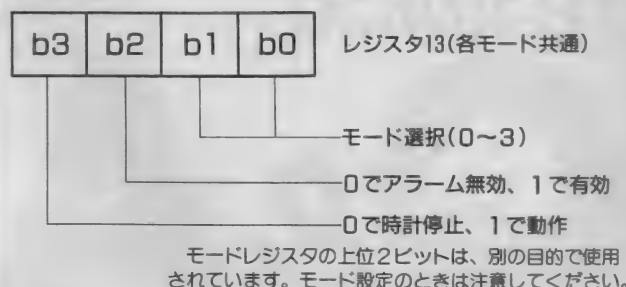 b3 b2 b1 b0 レジスタ13(各モード共通)
モード選択(0〜3)
0でアラーム無効、1で有効
0で時計停止、1で動作
モードレジスタの上位2ビットは、別の目的で使用
されています。モード設定のときは注意してください。